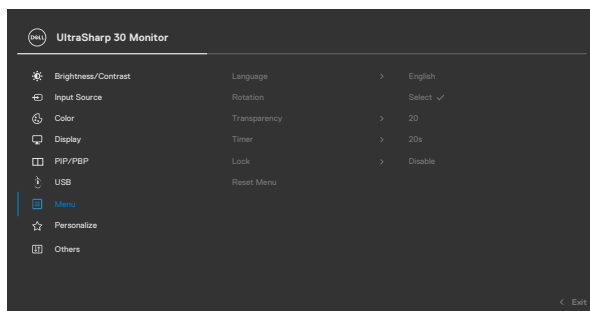 DELL UltraSharp 30 Monitor
Brightness/Contrast Language > English
Input Source Rotation Select ✓
Color Transparency > 20
Display Timer > 20s
PIP/PBP Lock > Disable
USB Reset Menu
Menu
Personalize
Others
< Exit